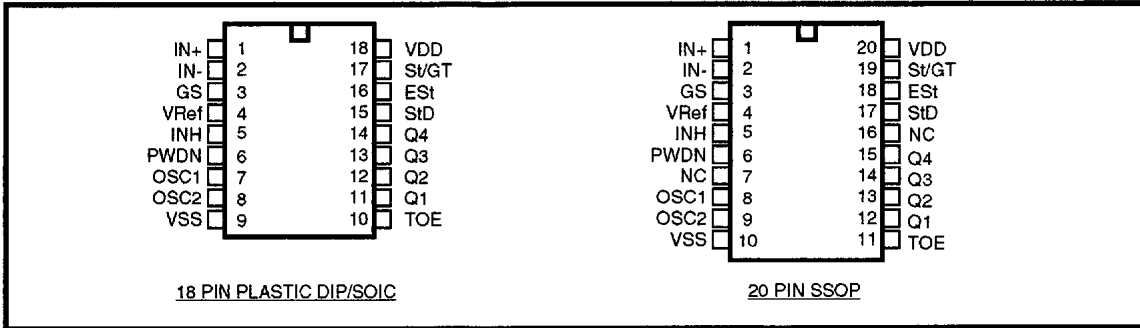 IN+ 1 18 VDD
IN- 2 17 St/GT
GS 3 16 ESt
VRef 4 15 StD
INH 5 14 Q4
PWDN 6 13 Q3
OSC1 7 12 Q2
OSC2 8 11 Q1
VSS 9 10 TOE
18 PIN PLASTIC DIP/SOIC
IN+ 1 20 VDD
IN- 2 19 St/GT
GS 3 18 ESt
VRef 4 17 StD
INH 5 16 NC
PWDN 6 15 Q4
NC 7 14 Q3
OSC1 8 13 Q2
OSC2 9 12 Q1
VSS 10 11 TOE
20 PIN SSOP